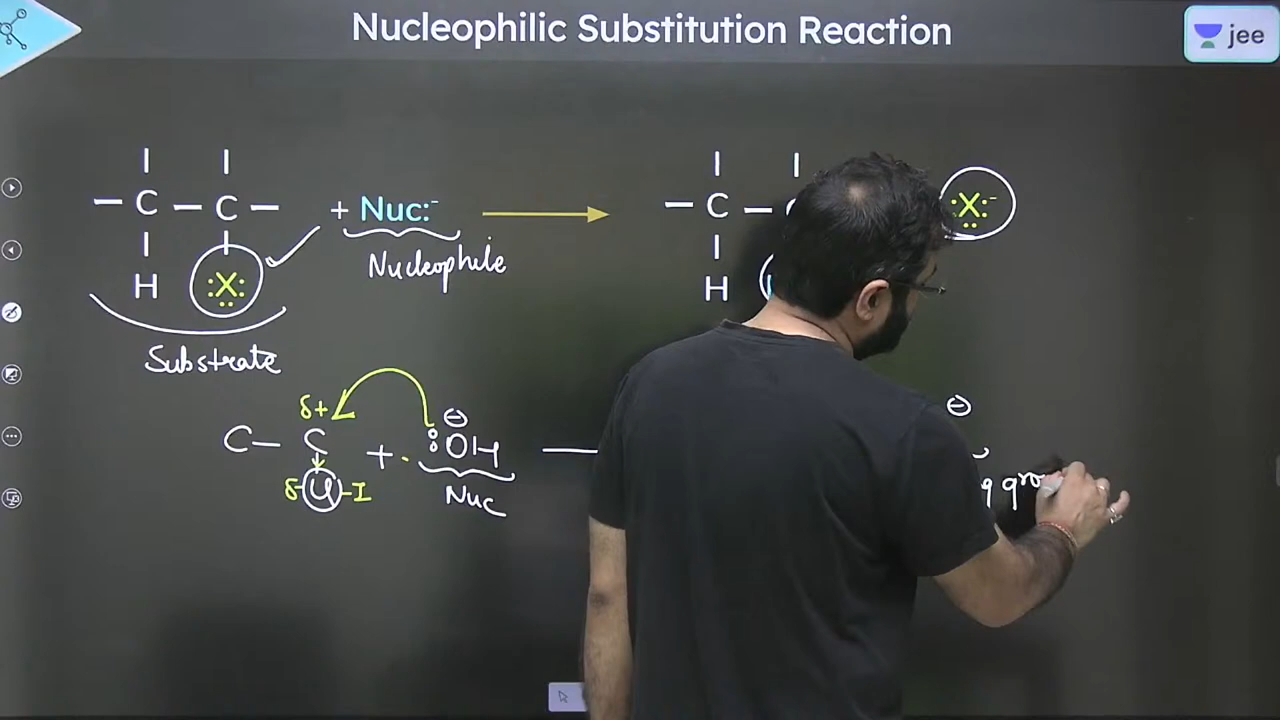 Nucleophilic Substitution Reaction
jee
— C — C — + Nuc:⁻ → — C —
H :X: H :X:⁻
Nucleophile
Substrate
δ+ ⊖ ⊖
C — C + :OH —
δ- Cl -I Nuc